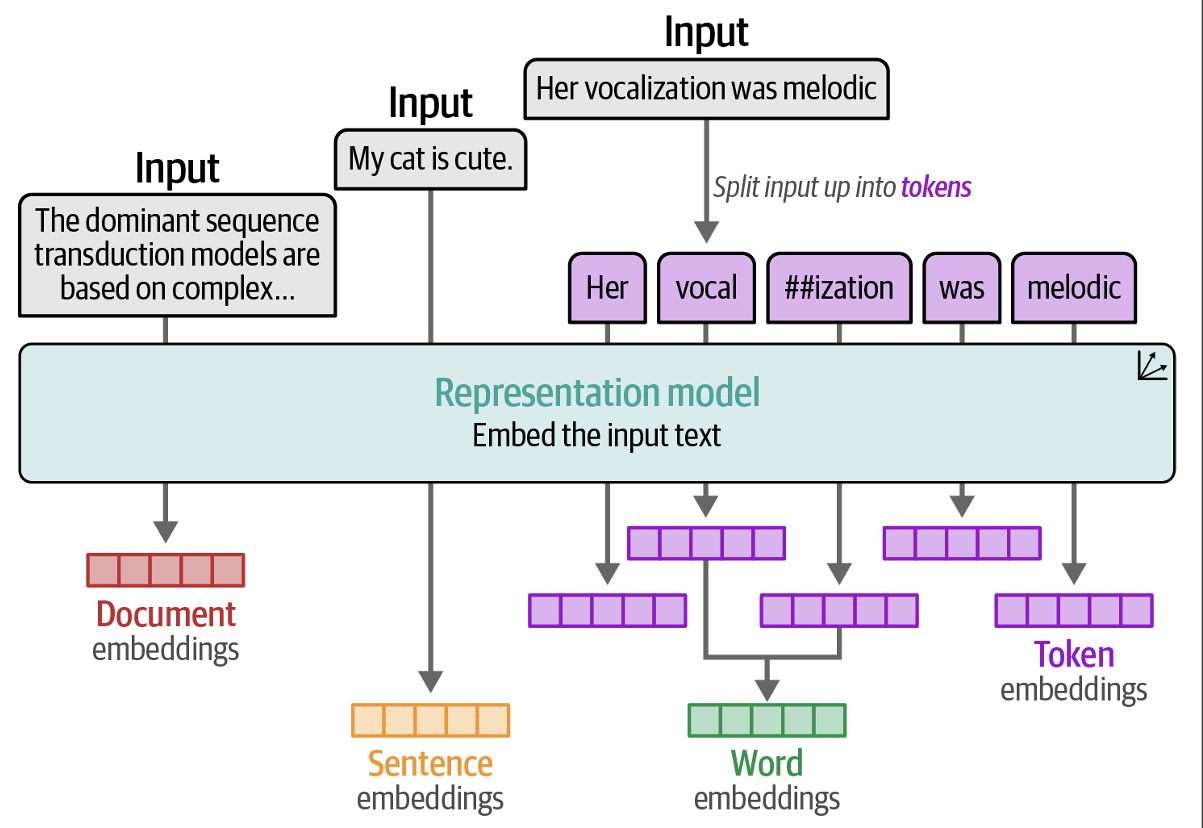 Input
Her vocalization was melodic
Input
My cat is cute.
Input
The dominant sequence
transduction models are
based on complex...
Split input up into tokens
Her
vocal
##ization
was
melodic
Representation model
Embed the input text
Document
embeddings
Sentence
embeddings
Word
embeddings
Token
embeddings